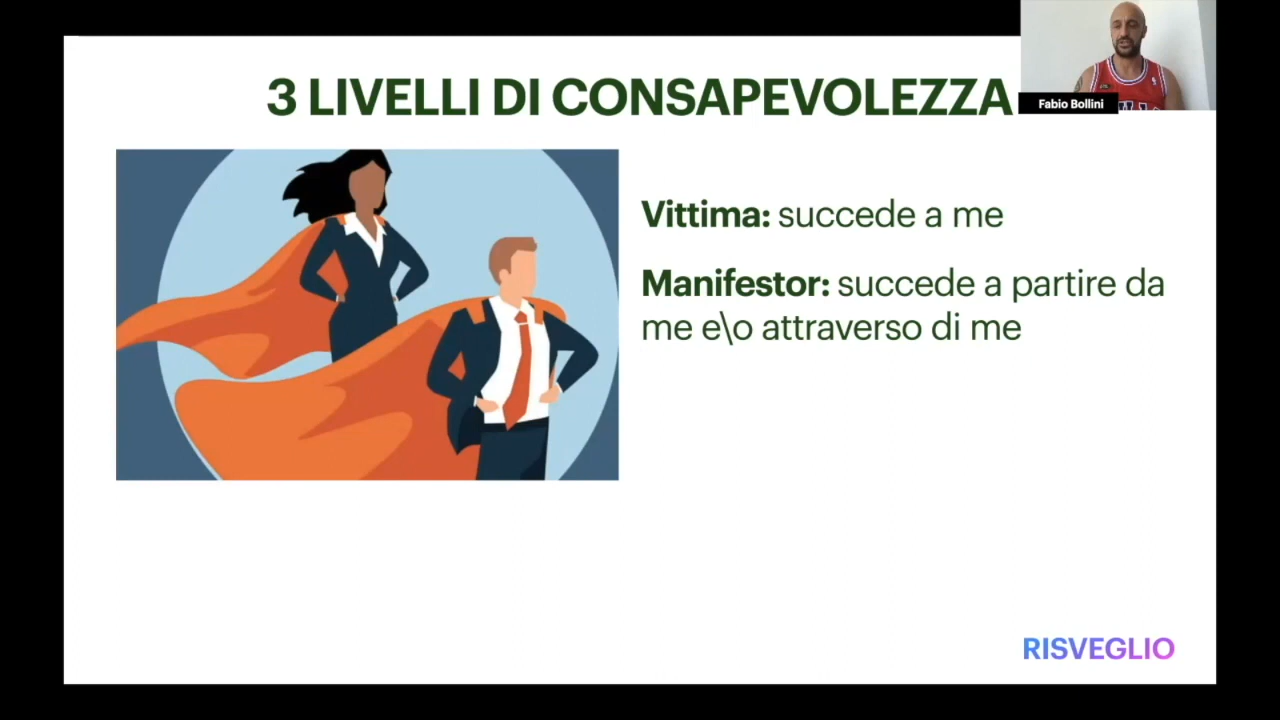 3 LIVELLI DI CONSAPEVOLEZZA
Fabio Bollini
Vittima: succede a me
Manifestor: succede a partire da
me e\o attraverso di me
RISVEGLIO